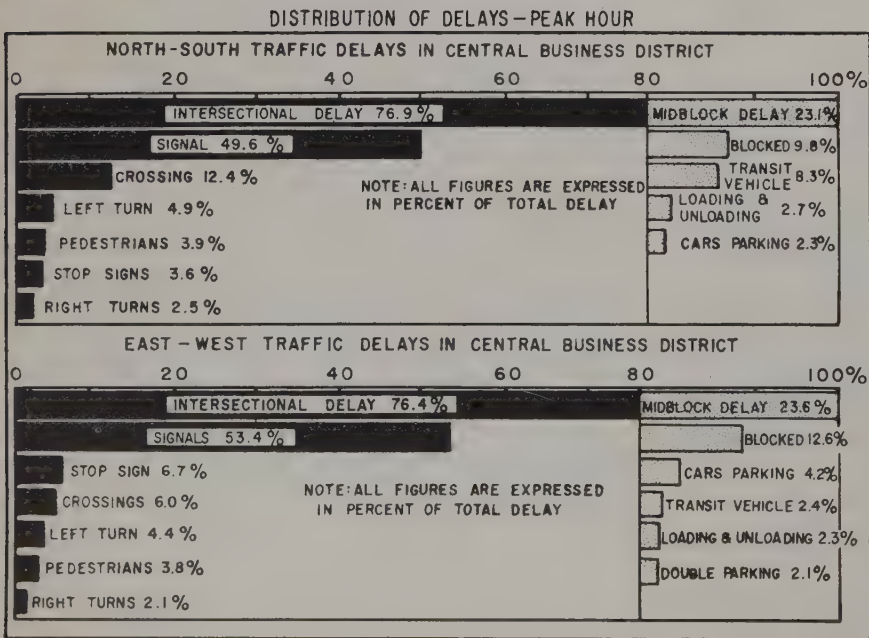 DISTRIBUTION OF DELAYS-PEAK HOUR
NORTH-SOUTH TRAFFIC DELAYS IN CENTRAL BUSINESS DISTRICT
0 20 40 60 80 100%
INTERSECTIONAL DELAY 76.9%
MIDBLOCK DELAY 23.1%
SIGNAL 49.6%
BLOCKED 9.8%
CROSSING 12.4%
TRANSIT
VEHICLE 8.3%
NOTE: ALL FIGURES ARE EXPRESSED
IN PERCENT OF TOTAL DELAY
LEFT TURN 4.9%
LOADING &
UNLOADING 2.7%
PEDESTRIANS 3.9%
CARS PARKING 2.3%
STOP SIGNS 3.6%
RIGHT TURNS 2.5%
EAST-WEST TRAFFIC DELAYS IN CENTRAL BUSINESS DISTRICT
0 20 40 60 80 100%
INTERSECTIONAL DELAY 76.4%
MIDBLOCK DELAY 23.6%
SIGNALS 53.4%
BLOCKED 12.6%
STOP SIGN 6.7%
CARS PARKING 4.2%
CROSSINGS 6.0%
NOTE: ALL FIGURES ARE EXPRESSED
IN PERCENT OF TOTAL DELAY
TRANSIT VEHICLE 2.4%
LEFT TURN 4.4%
LOADING & UNLOADING 2.3%
PEDESTRIANS 3.8%
DOUBLE PARKING 2.1%
RIGHT TURNS 2.1%